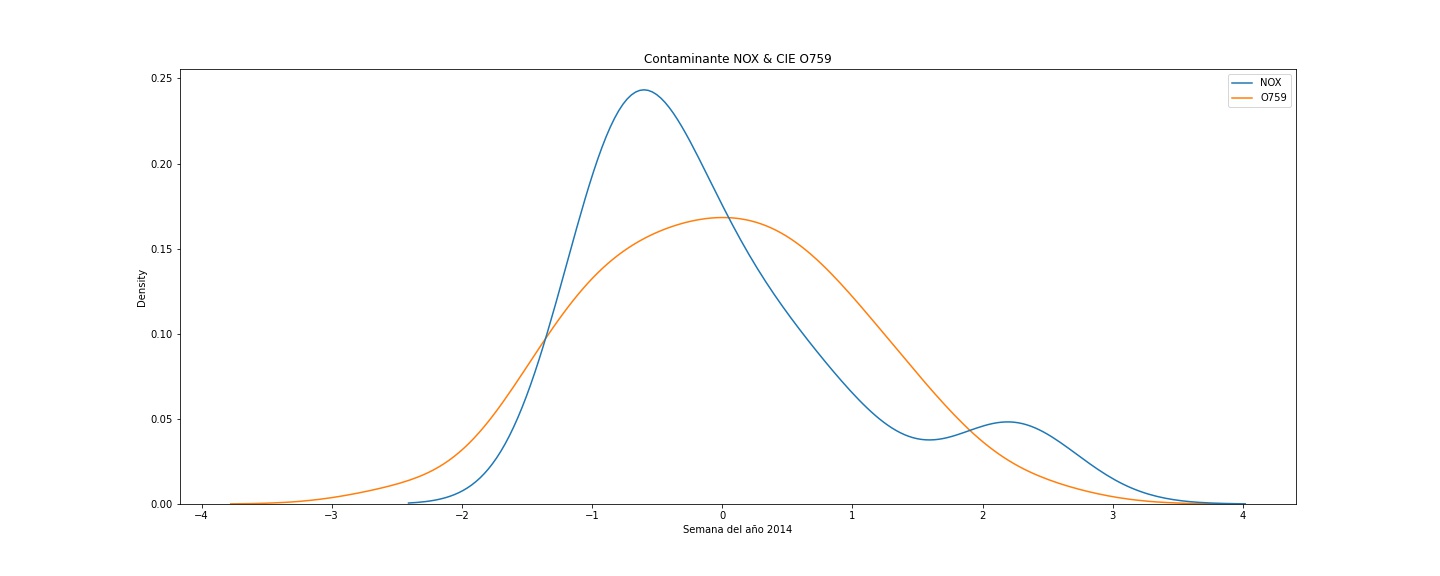 Contaminante NOX & CIE O759
NOX
O759
0.25
0.20
0.15
0.10
0.05
0.00
Density
−4 −3 −2 −1 0 1 2 3 4
Semana del año 2014